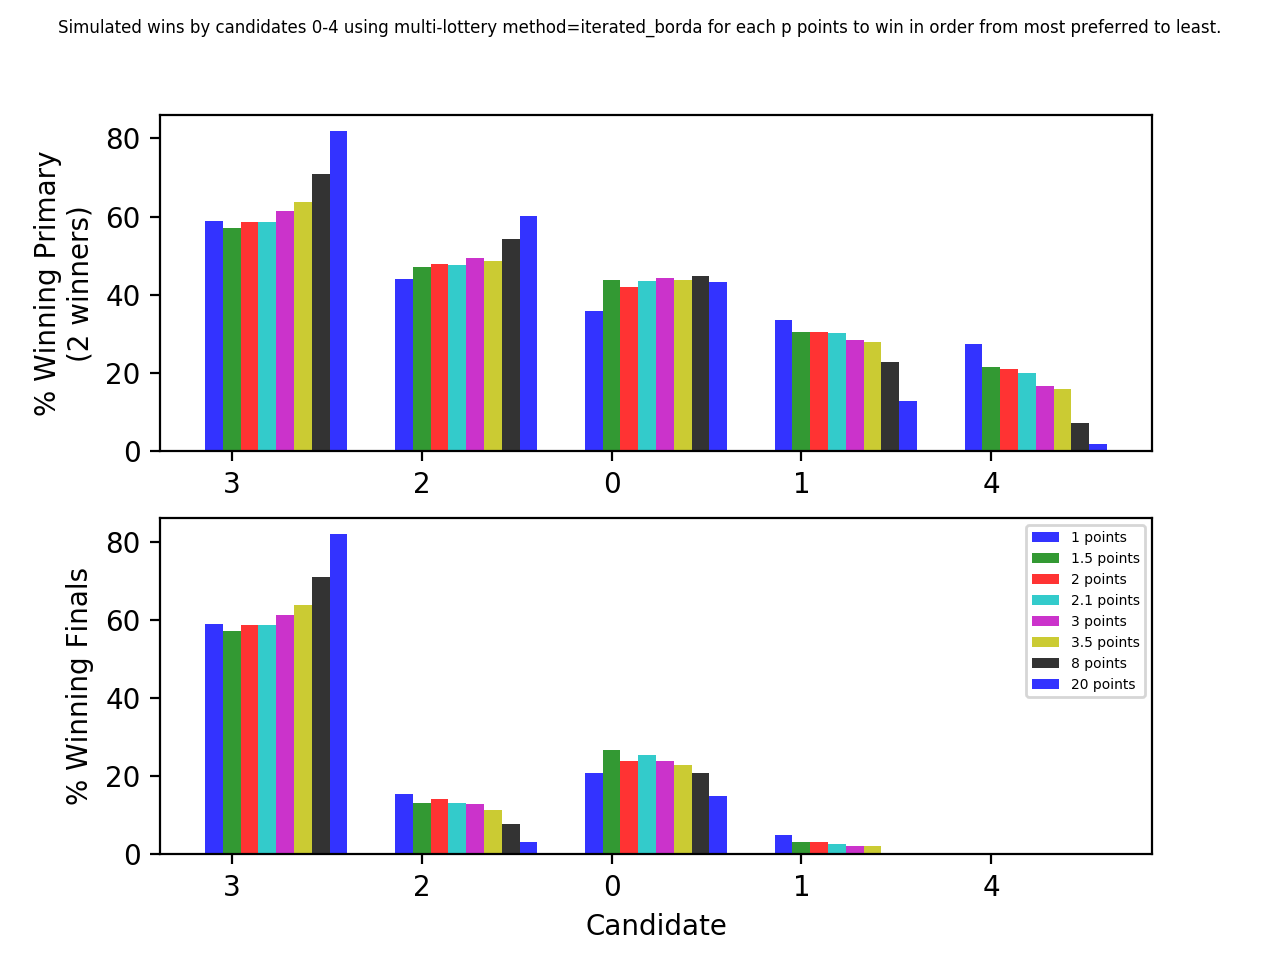 Simulated wins by candidates 0-4 using multi-lottery method=iterated_borda for each p points to win in order from most preferred to least.
% Winning Primary
(2 winners)
80
60
40
20
0
3 2 0 1 4
% Winning Finals
80
60
40
20
0
1 points
1.5 points
2 points
2.1 points
3 points
3.5 points
8 points
20 points
3 2 0 1 4
Candidate